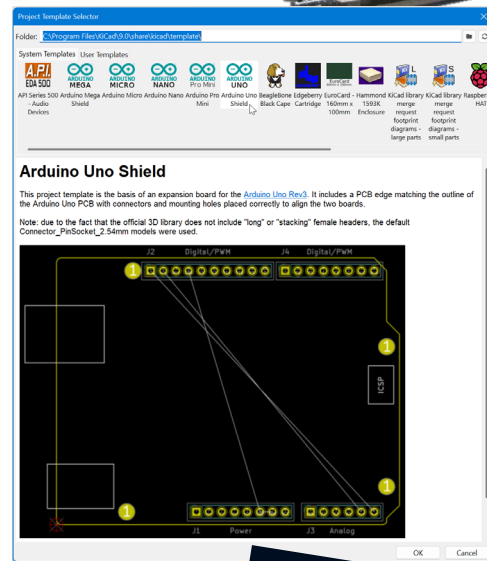 Project Template Selector
Folder: C:\Program Files\KiCad\9.0\share\kicad\template\
System Templates User Templates
A.P.I.
EDA 500
ARDUINO
MEGA
ARDUINO
MICRO
ARDUINO
NANO
ARDUINO
Pro Mini
ARDUINO
UNO
EuroCard
L
S
API Series 500 - Audio Devices
Arduino Mega Shield
Arduino Micro
Arduino Nano
Arduino Pro Mini
Arduino Uno Shield
BeagleBone Black Cape
Edgeberry Cartridge
EuroCard - 160mm x 100mm
Hammond 1593K Enclosure
KiCad library merge request footprint diagrams - large parts
KiCad library merge request footprint diagrams - small parts
Raspber
HAT
Arduino Uno Shield
This project template is the basis of an expansion board for the Arduino Uno Rev3. It includes a PCB edge matching the outline of
the Arduino Uno PCB with connectors and mounting holes placed correctly to align the two boards.
Note: due to the fact that the official 3D library does not include "long" or "stacking" female headers, the default
Connector_PinSocket_2.54mm models were used.
J2 Digital/PWM J4 Digital/PWM
1
1
ICSP
1
1
J1 Power J3 Analog
OK Cancel